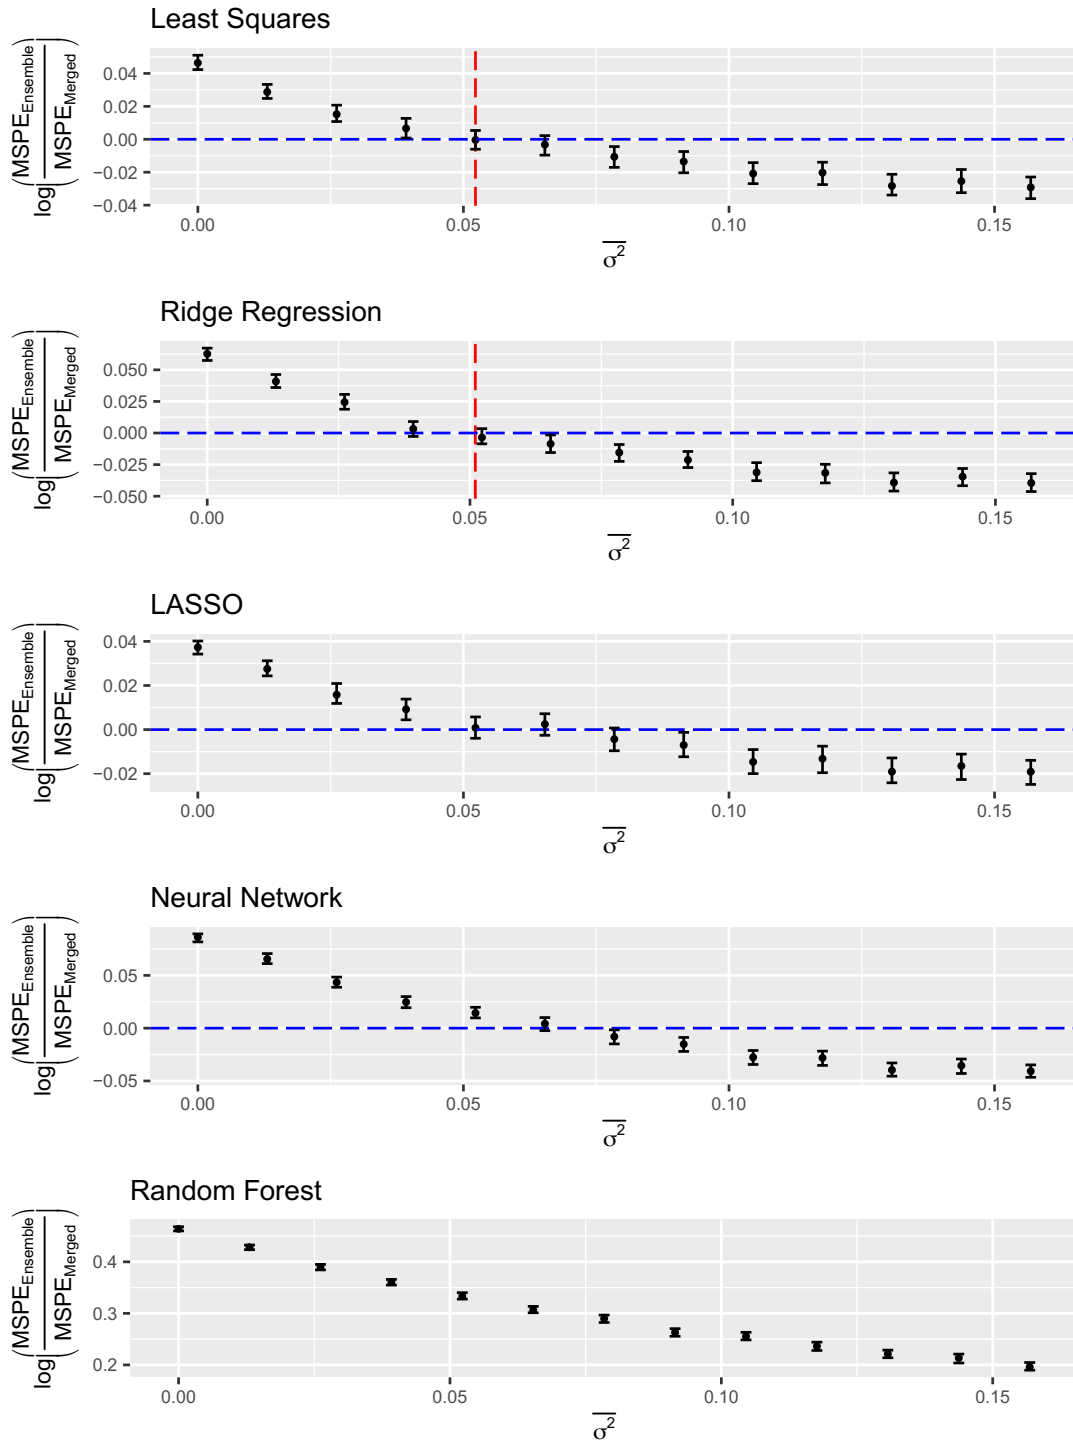 Least Squares
log(MSPE_Ensemble / MSPE_Merged)
0.04
0.02
0.00
−0.02
−0.04
0.00 0.05 0.10 0.15
σ²
Ridge Regression
log(MSPE_Ensemble / MSPE_Merged)
0.050
0.025
0.000
−0.025
−0.050
0.00 0.05 0.10 0.15
σ²
LASSO
log(MSPE_Ensemble / MSPE_Merged)
0.04
0.02
0.00
−0.02
0.00 0.05 0.10 0.15
σ²
Neural Network
log(MSPE_Ensemble / MSPE_Merged)
0.05
0.00
−0.05
0.00 0.05 0.10 0.15
σ²
Random Forest
log(MSPE_Ensemble / MSPE_Merged)
0.4
0.3
0.2
0.00 0.05 0.10 0.15
σ²